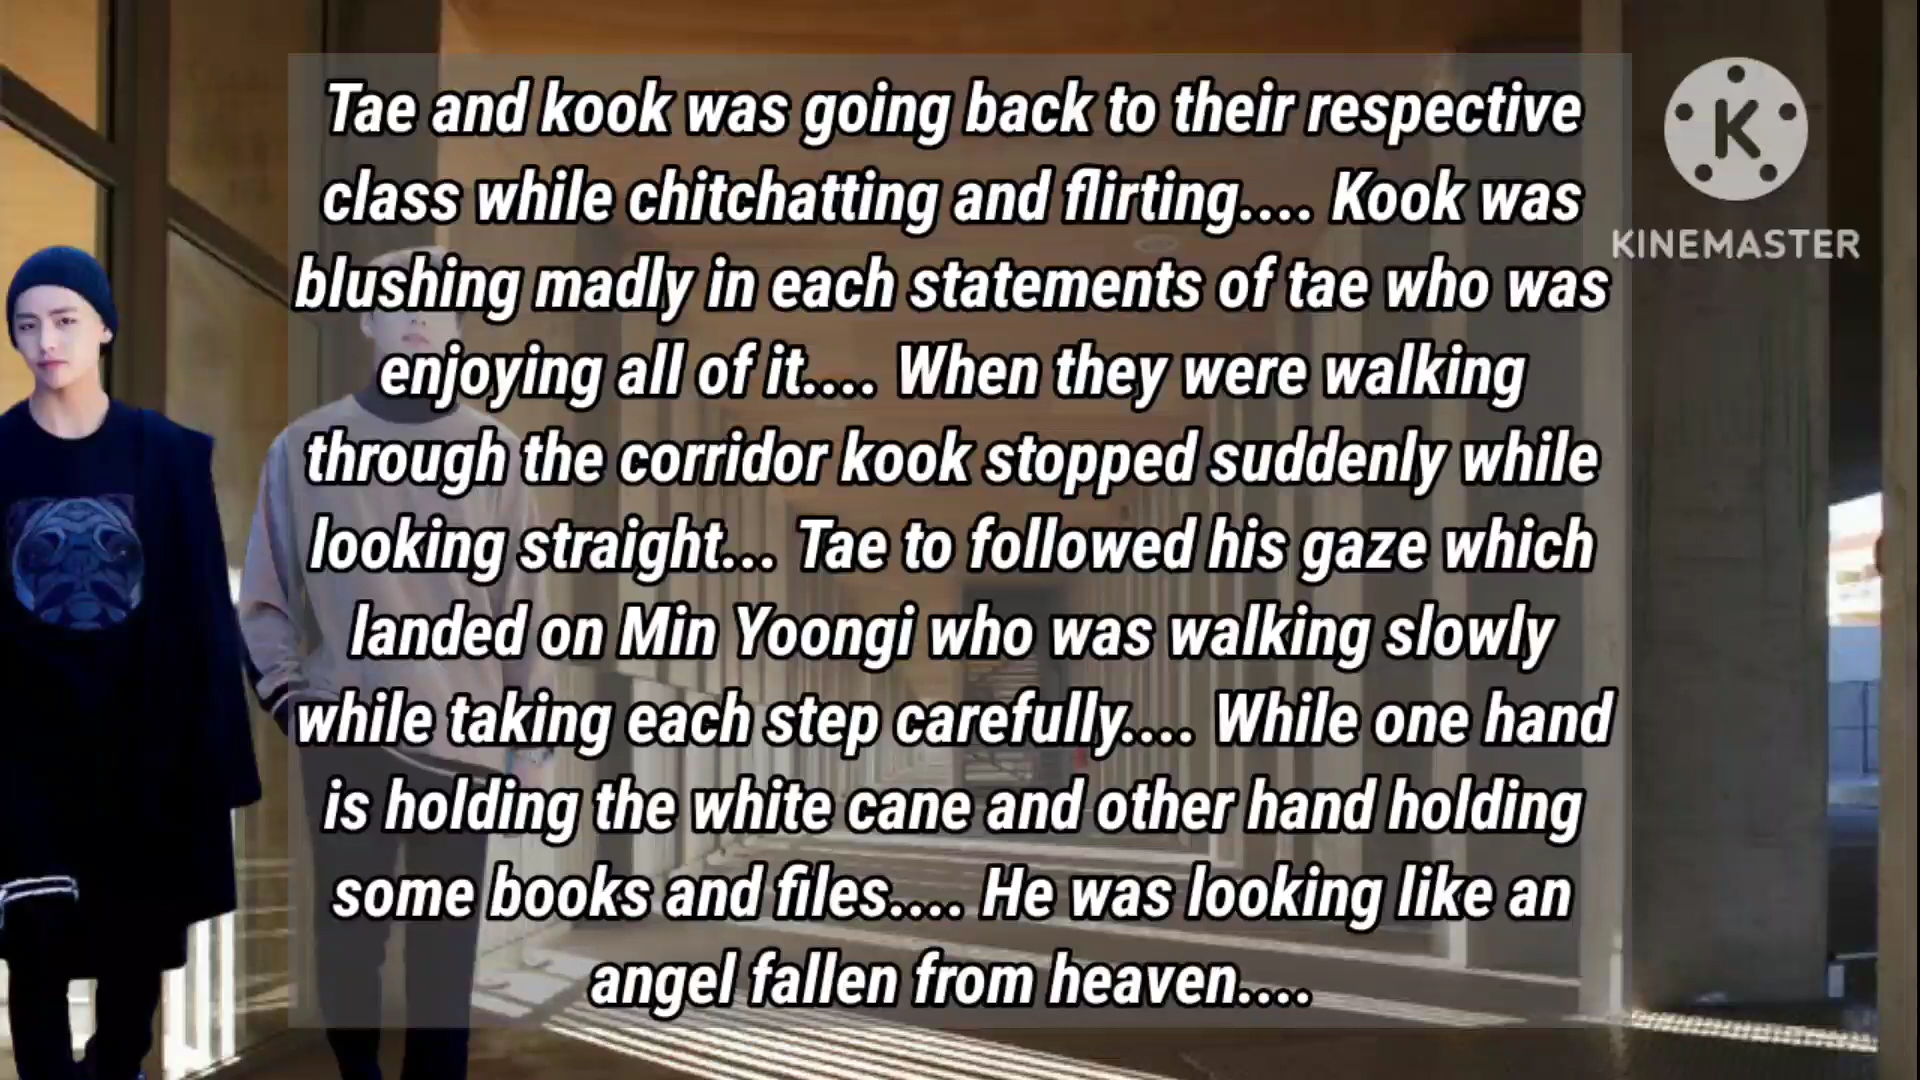 Tae and kook was going back to their respective
class while chitchatting and flirting.... Kook was
blushing madly in each statements of tae who was
enjoying all of it.... When they were walking
through the corridor kook stopped suddenly while
looking straight... Tae to followed his gaze which
landed on Min Yoongi who was walking slowly
while taking each step carefully.... While one hand
is holding the white cane and other hand holding
some books and files.... He was looking like an
angel fallen from heaven....
K
KINEMASTER